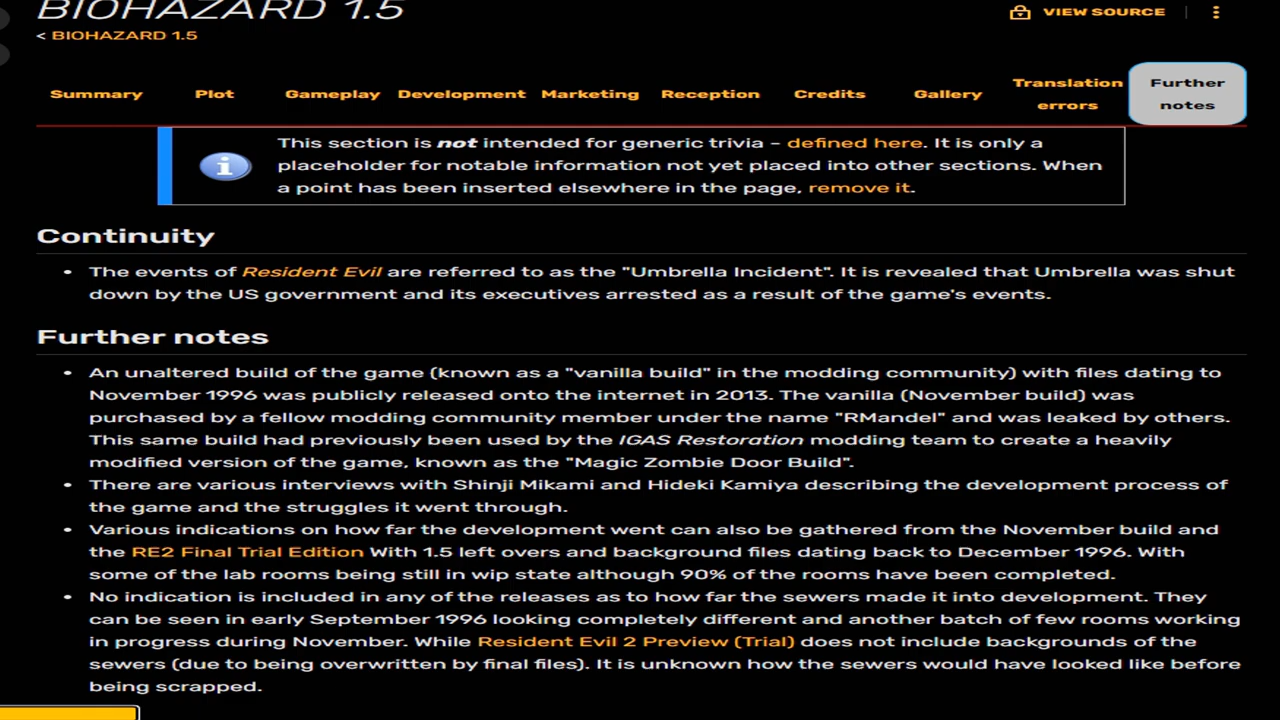 BIOHAZARD 1.5
VIEW SOURCE
< BIOHAZARD 1.5
Summary
Plot
Gameplay
Development
Marketing
Reception
Credits
Gallery
Translation
errors
Further
notes
This section is not intended for generic trivia – defined here. It is only a
placeholder for notable information not yet placed into other sections. When
a point has been inserted elsewhere in the page, remove it.
Continuity
• The events of Resident Evil are referred to as the "Umbrella Incident". It is revealed that Umbrella was shut
down by the US government and its executives arrested as a result of the game's events.
Further notes
• An unaltered build of the game (known as a "vanilla build" in the modding community) with files dating to
November 1996 was publicly released onto the internet in 2013. The vanilla (November build) was
purchased by a fellow modding community member under the name "RMandel" and was leaked by others.
This same build had previously been used by the IGAS Restoration modding team to create a heavily
modified version of the game, known as the "Magic Zombie Door Build".
• There are various interviews with Shinji Mikami and Hideki Kamiya describing the development process of
the game and the struggles it went through.
• Various indications on how far the development went can also be gathered from the November build and
the RE2 Final Trial Edition With 1.5 left overs and background files dating back to December 1996. With
some of the lab rooms being still in wip state although 90% of the rooms have been completed.
• No indication is included in any of the releases as to how far the sewers made it into development. They
can be seen in early September 1996 looking completely different and another batch of few rooms working
in progress during November. While Resident Evil 2 Preview (Trial) does not include backgrounds of the
sewers (due to being overwritten by final files). It is unknown how the sewers would have looked like before
being scrapped.